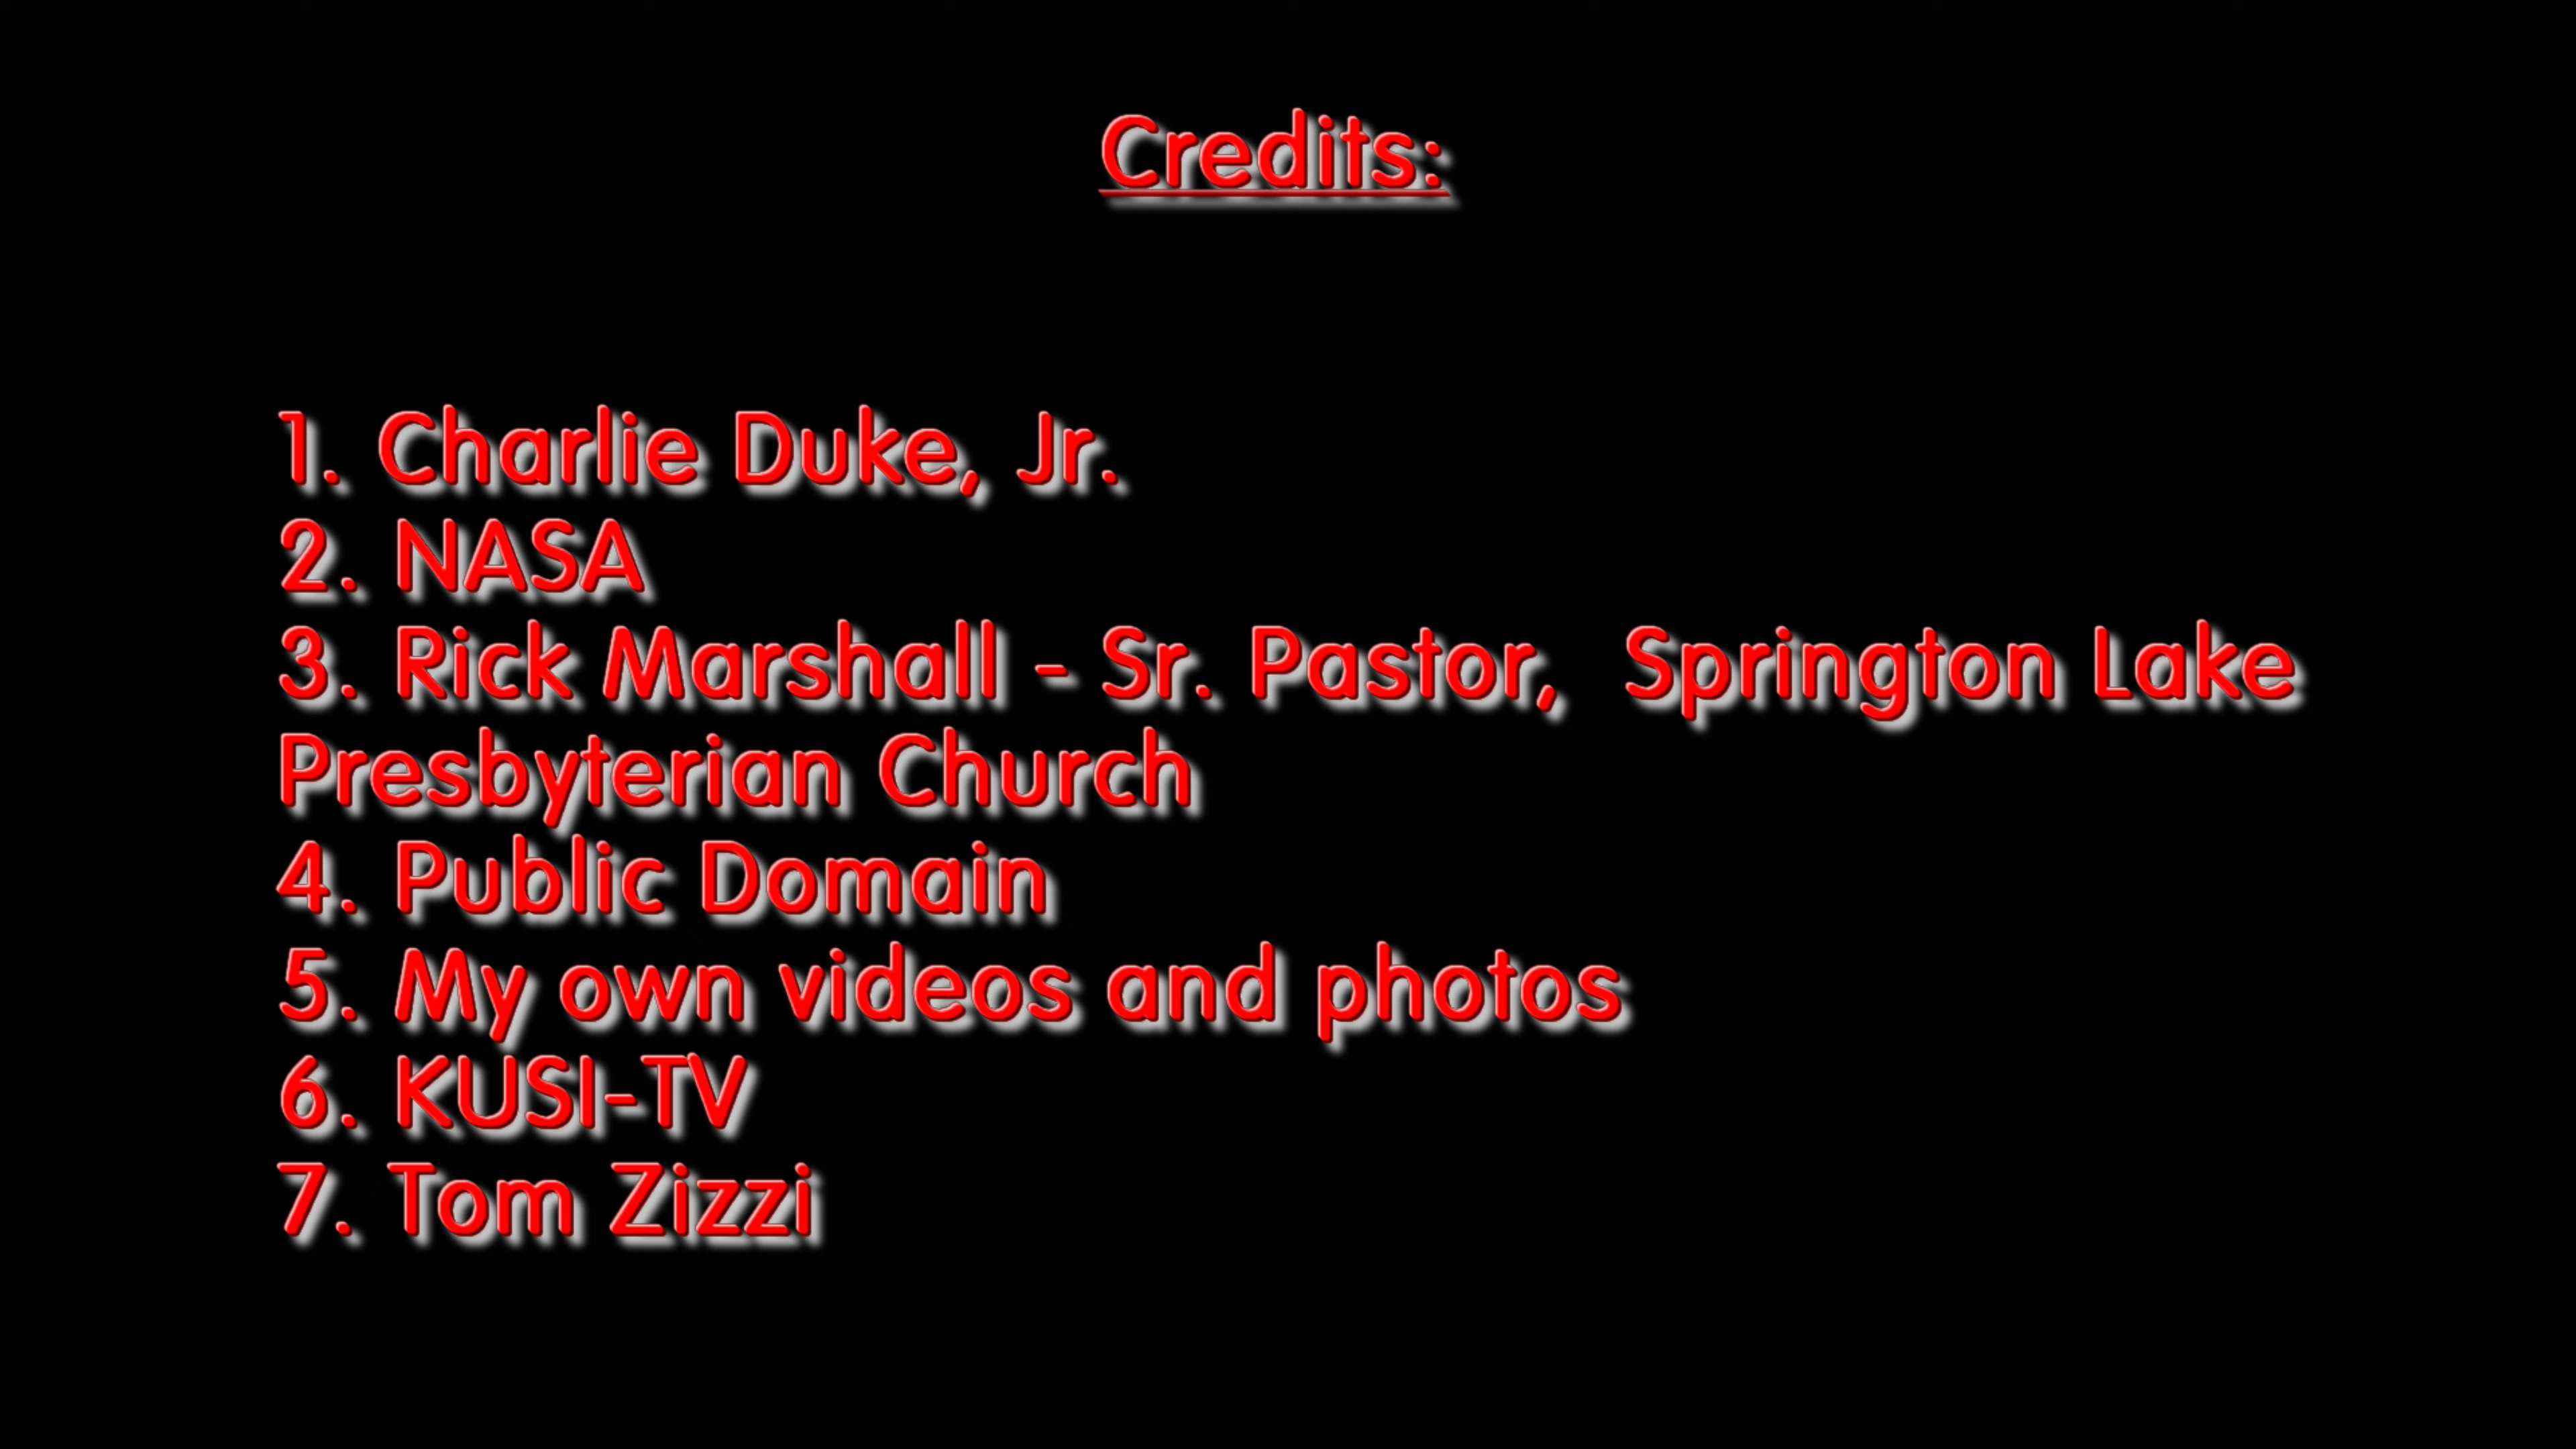 Credits:
1. Charlie Duke, Jr.
2. NASA
3. Rick Marshall - Sr. Pastor,  Springton Lake
Presbyterian Church
4. Public Domain
5. My own videos and photos
6. KUSI-TV
7. Tom Zizzi